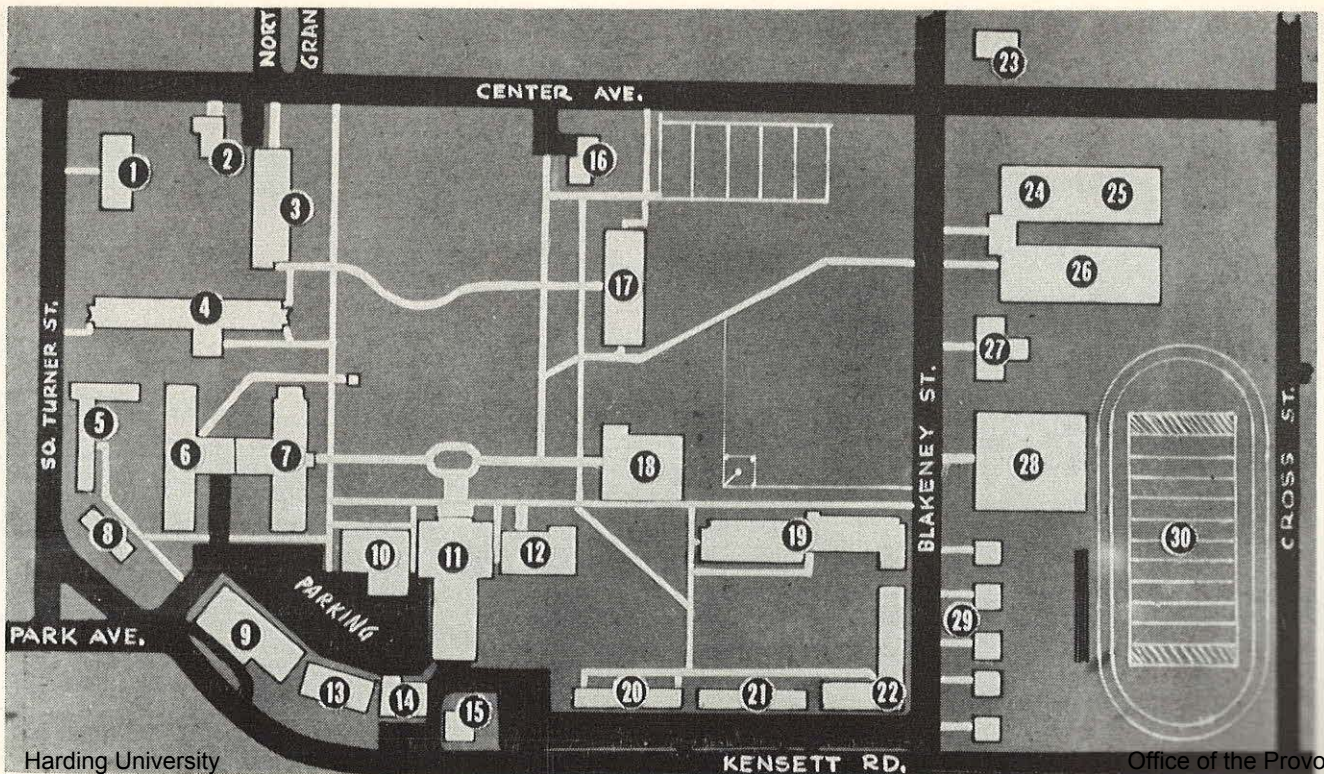 NORT
GRAN
CENTER AVE.
23
1
2
3
16
24
25
17
26
4
SO. TURNER ST.
27
BLAKENEY ST.
CROSS ST.
5
6
7
18
28
8
10
11
12
19
30
PARKING
9
29
PARK AVE.
13
14
15
20
21
22
KENSETT RD.
Harding University
Office of the Provo